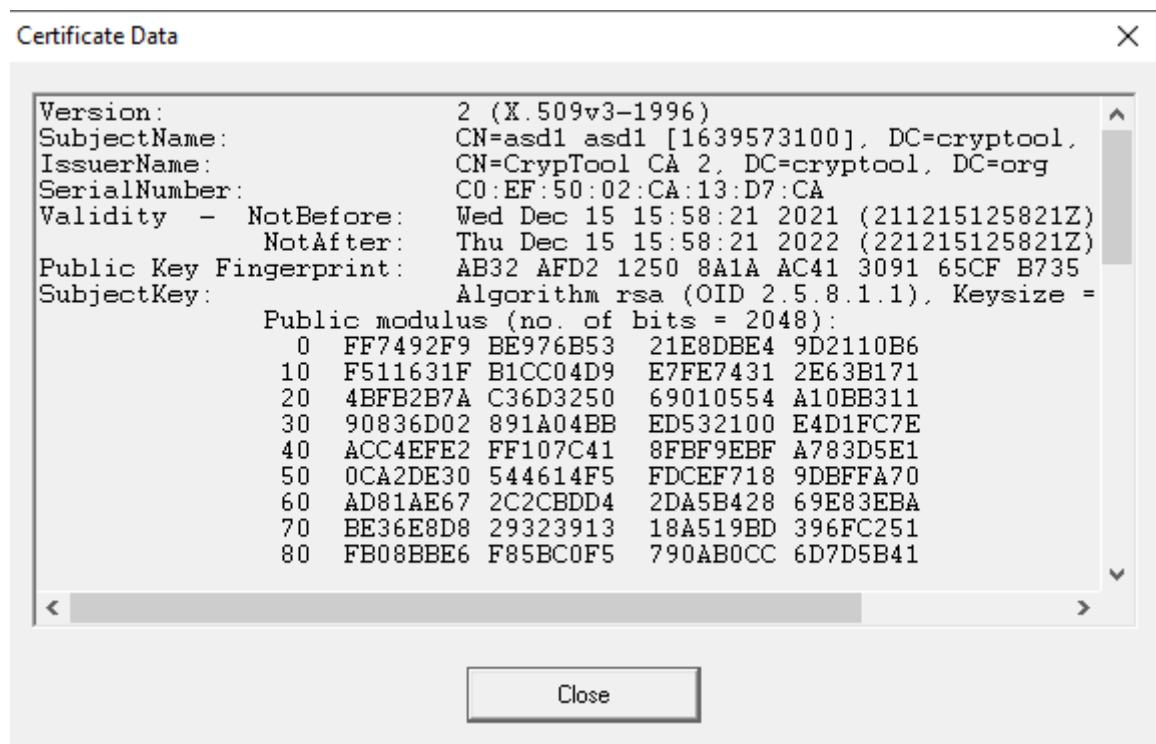 Certificate Data
Version: 2 (X.509v3-1996)
SubjectName: CN=asd1 asd1 [1639573100], DC=cryptool,
IssuerName: CN=CrypTool CA 2, DC=cryptool, DC=org
SerialNumber: C0:EF:50:02:CA:13:D7:CA
Validity - NotBefore: Wed Dec 15 15:58:21 2021 (211215125821Z)
NotAfter: Thu Dec 15 15:58:21 2022 (221215125821Z)
Public Key Fingerprint: AB32 AFD2 1250 8A1A AC41 3091 65CF B735
SubjectKey: Algorithm rsa (OID 2.5.8.1.1), Keysize =
Public modulus (no. of bits = 2048):
0 FF7492F9 BE976B53 21E8DBE4 9D2110B6
10 F511631F B1CC04D9 E7FE7431 2E63B171
20 4BFB2B7A C36D3250 69010554 A10BB311
30 90836D02 891A04BB ED532100 E4D1FC7E
40 ACC4EFE2 FF107C41 8FBF9EBF A783D5E1
50 0CA2DE30 544614F5 FDCEF718 9DBFFA70
60 AD81AE67 2C2CBDD4 2DA5B428 69E83EBA
70 BE36E8D8 29323913 18A519BD 396FC251
80 FB08BBE6 F85BC0F5 790AB0CC 6D7D5B41
Close